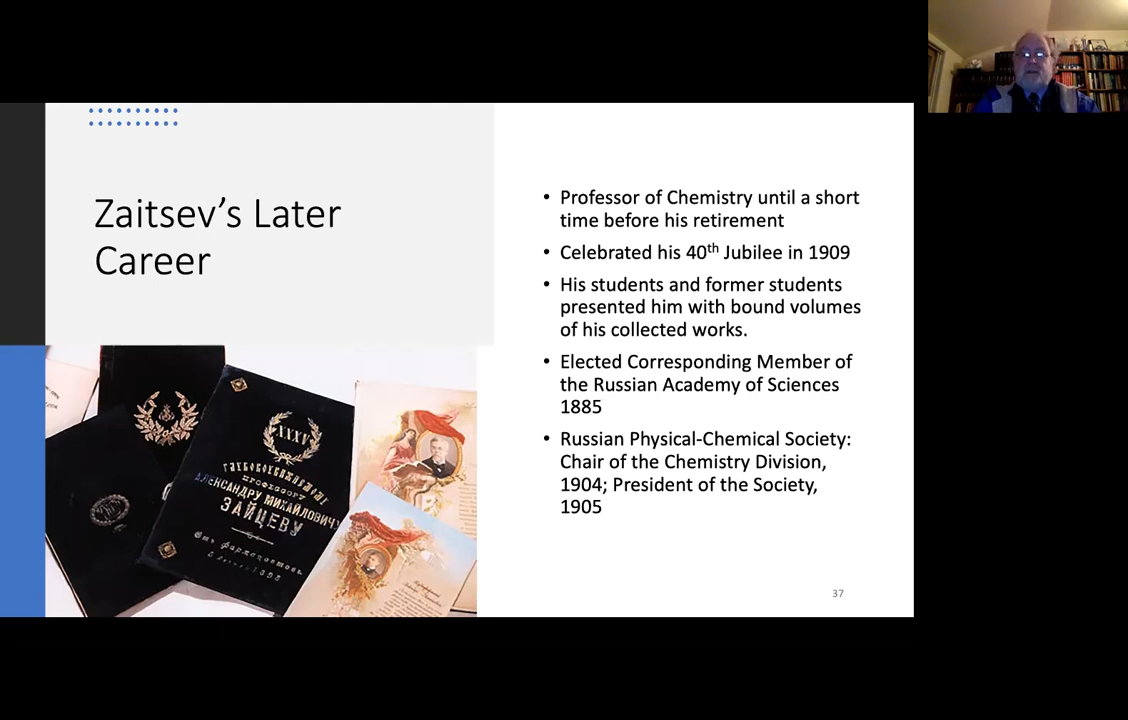 Zaitsev’s Later
Career
• Professor of Chemistry until a short
time before his retirement
• Celebrated his 40th Jubilee in 1909
• His students and former students
presented him with bound volumes
of his collected works.
• Elected Corresponding Member of
the Russian Academy of Sciences
1885
• Russian Physical-Chemical Society:
Chair of the Chemistry Division,
1904; President of the Society,
1905
XXXV
ПРОФЕССОРУ
АЛЕКСАНДРУ МИХАЙЛОВИЧУ
ЗАЙЦЕВУ
37